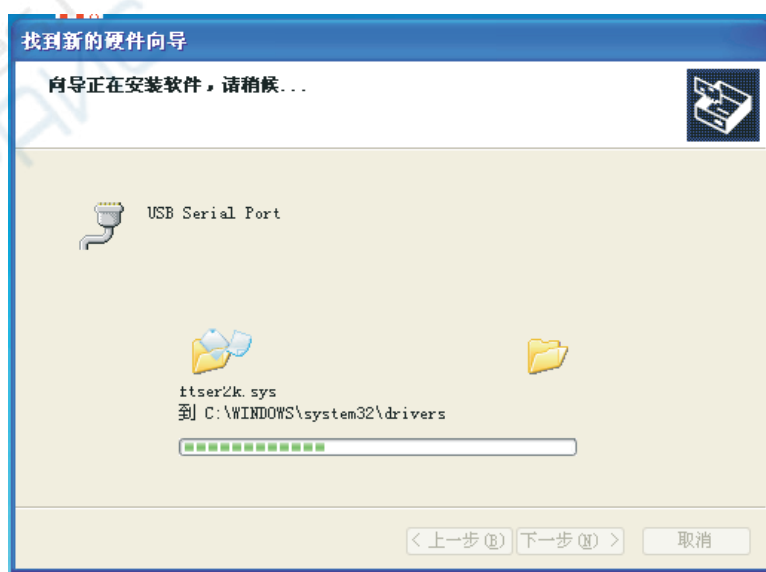 找到新的硬件向导
向导正在安装软件，请稍候...
USB Serial Port
ttser2k.sys
到 C:\WINDOWS\system32\drivers
< 上一步(B) 下一步(N) > 取消